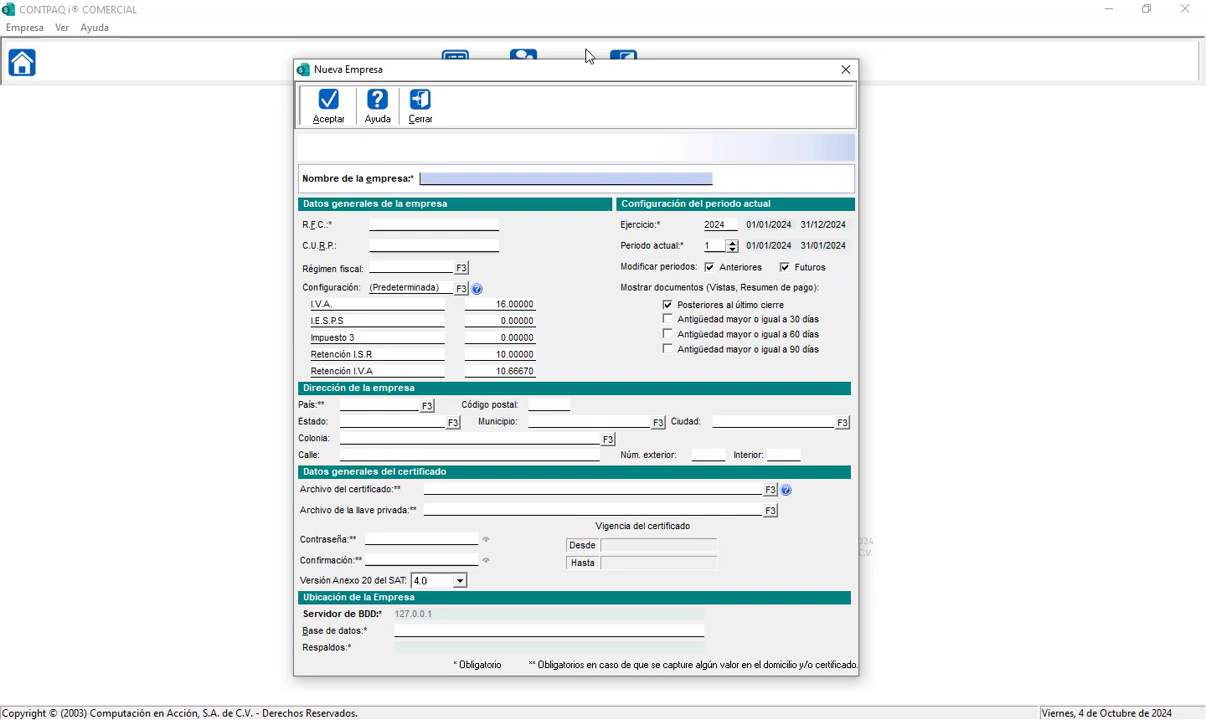 CONTPAQ i® COMERCIAL
Empresa Ver Ayuda
Nueva Empresa
Aceptar Ayuda Cerrar
Nombre de la empresa:*
Datos generales de la empresa
R.F.C.:*
C.U.R.P.:
Régimen fiscal: F3
Configuración: (Predeterminada) F3
I.V.A. 16.00000
I.E.S.P.S 0.00000
Impuesto 3 0.00000
Retención I.S.R 10.00000
Retención I.V.A 10.66670
Configuración del periodo actual
Ejercicio:* 2024 01/01/2024 31/12/2024
Periodo actual:* 1 01/01/2024 31/01/2024
Modificar periodos: Anteriores Futuros
Mostrar documentos (Vistas, Resumen de pago):
Posteriores al último cierre
Antigüedad mayor o igual a 30 días
Antigüedad mayor o igual a 60 días
Antigüedad mayor o igual a 90 días
Dirección de la empresa
País:** F3 Código postal:
Estado: F3 Municipio: F3 Ciudad: F3
Colonia: F3
Calle: Núm. exterior: Interior:
Datos generales del certificado
Archivo del certificado:** F3
Archivo de la llave privada:** F3
Vigencia del certificado
Contraseña:** Desde
Confirmación:** Hasta
Versión Anexo 20 del SAT: 4.0
Ubicación de la Empresa
Servidor de BDD:* 127.0.0.1
Base de datos:*
Respaldos:*
* Obligatorio ** Obligatorios en caso de que se capture algún valor en el domicilio y/o certificado.
Copyright © (2003) Computación en Acción, S.A. de C.V. - Derechos Reservados. Viernes, 4 de Octubre de 2024